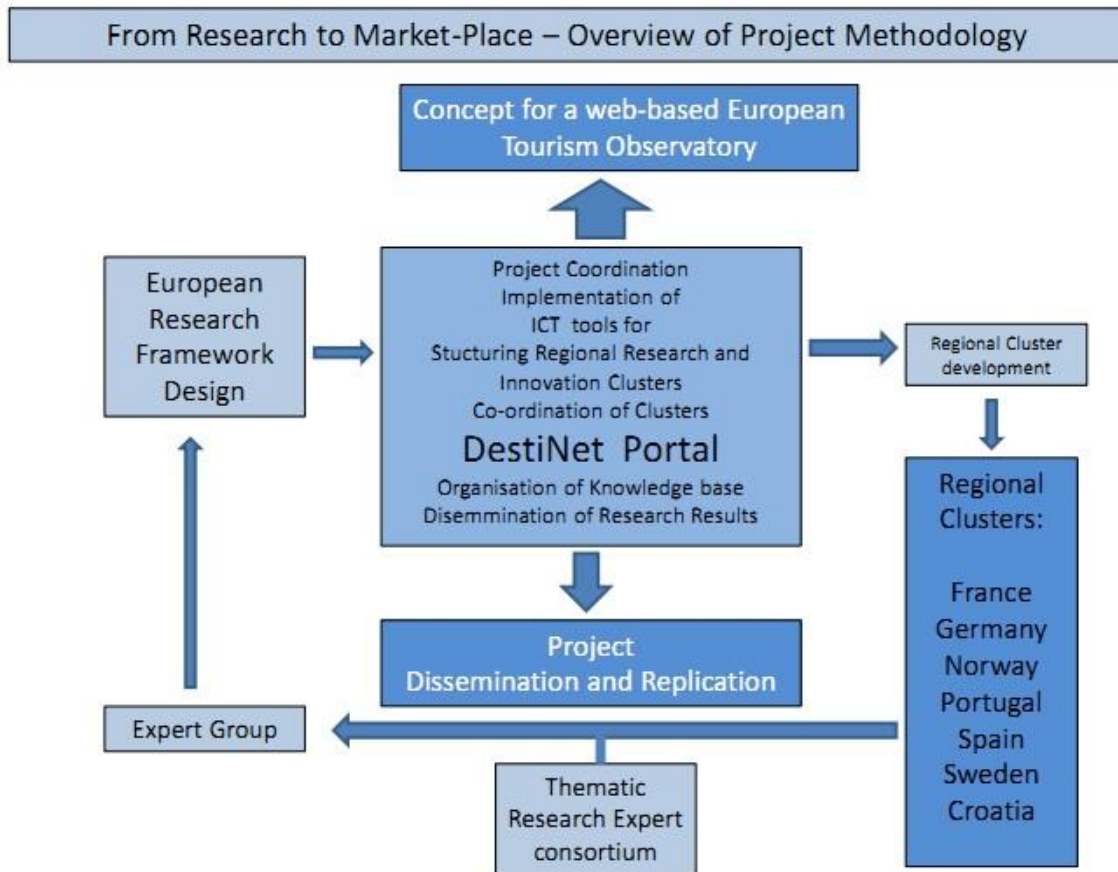 From Research to Market-Place – Overview of Project Methodology
Concept for a web-based European
Tourism Observatory
European
Research
Framework
Design
Project Coordination
Implementation of
ICT tools for
Stucturing Regional Research and
Innovation Clusters
Co-ordination of Clusters
DestiNet Portal
Organisation of Knowledge base
Disemmination of Research Results
Regional Cluster
development
Regional
Clusters:
France
Germany
Norway
Portugal
Spain
Sweden
Croatia
Project
Dissemination and Replication
Expert Group
Thematic
Research Expert
consortium